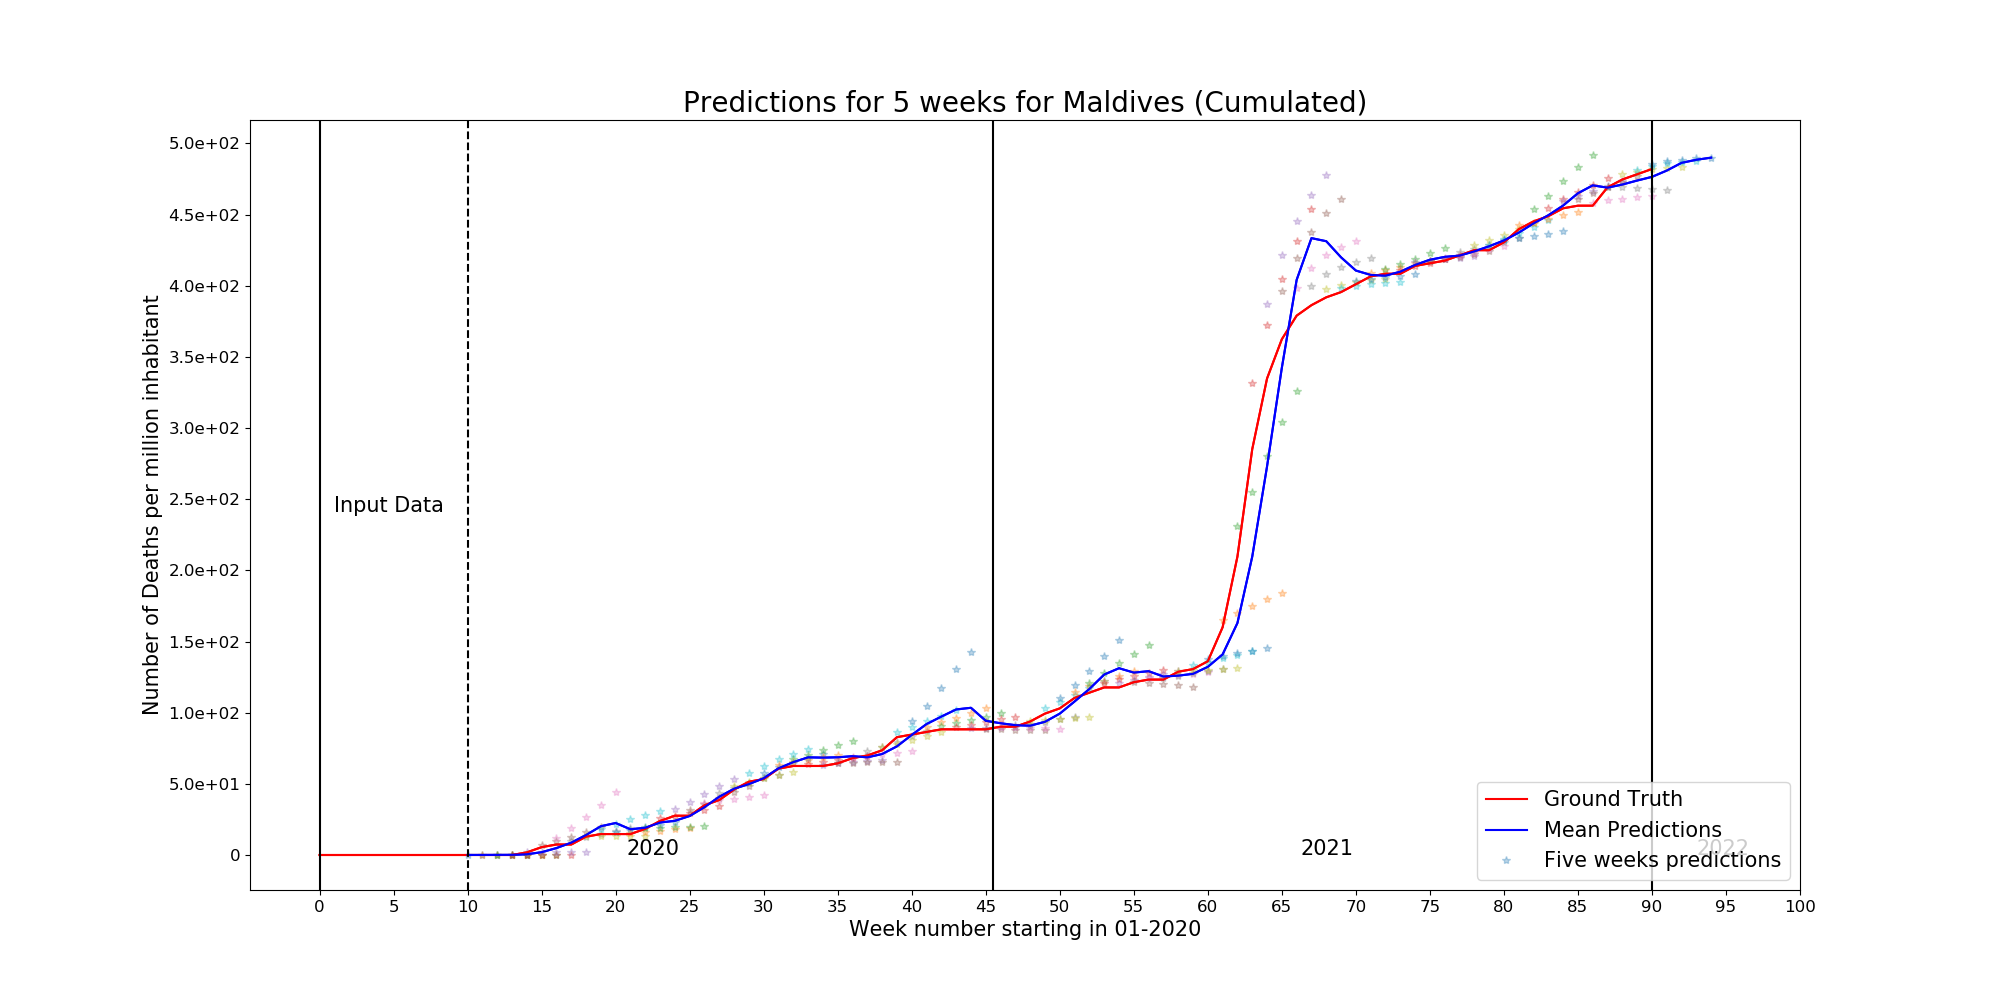 Predictions for 5 weeks for Maldives (Cumulated)
Number of Deaths per million inhabitant
5.0e+02
4.5e+02
4.0e+02
3.5e+02
3.0e+02
2.5e+02
2.0e+02
1.5e+02
1.0e+02
5.0e+01
0
Input Data
2020
2021
2022
Ground Truth
Mean Predictions
Five weeks predictions
0 5 10 15 20 25 30 35 40 45 50 55 60 65 70 75 80 85 90 95 100
Week number starting in 01-2020